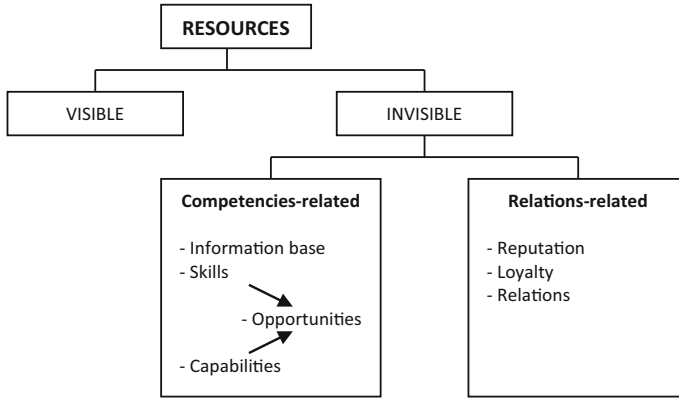 RESOURCES
VISIBLE
INVISIBLE
Competencies-related
- Information base
- Skills
- Opportunities
- Capabilities
Relations-related
- Reputation
- Loyalty
- Relations